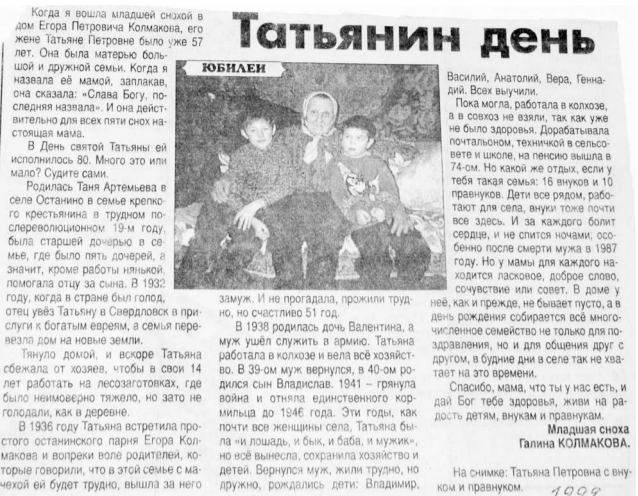 Татьянин день
ЮБИЛЕИ
Когда я вошла младшей снохой в
дом Егора Петровича Колмакова, его
жене Татьяне Петровне было уже 57
лет. Она была матерью боль-
шой и дружной семьи. Когда я
назвала её мамой, заплакав,
она сказала: «Слава Богу, по-
следняя назвала». И она дейст-
вительно для всех пяти снох на-
стоящая мама.
В День святой Татьяны ей
исполнилось 80. Много это или
мало? Судите сами.
Родилась Таня Артемьева в
селе Останино в семье крепко-
го крестьянина в трудном по-
слереволюционном 19-м году,
была старшей дочерью в се-
мье, где было пять дочерей, а
значит, кроме работы нянькой,
помогала отцу за сына. В 1932
году, когда в стране был голод,
отец увёз Татьяну в Свердловск в при-
слуги к богатым евреям, а семья пере-
везла дом на новые земли.
Тянуло домой, и вскоре Татьяна
сбежала от хозяев, чтобы в свои 14
лет работать на лесозаготовках, где
было неимоверно тяжело, но зато не
голодали, как в деревне.
В 1936 году Татьяна встретила про-
стого останинского парня Егора Кол-
макова и вопреки воле родителей, ко-
торые говорили, что в этой семье с ма-
чехой ей будет трудно, вышла за него
замуж. И не прогадала, прожили труд-
но, но счастливо 51 год.
В 1938 родилась дочь Валентина, а
муж ушёл служить в армию. Татьяна
работала в колхозе и вела всё хозяйст-
во. В 39-ом муж вернулся, в 40-ом ро-
дился сын Владислав. 1941 – грянула
война и отняла единственного кор-
мильца до 1946 года. Эти годы, как
почти все женщины села, Татьяна бы-
ла «и лошадь, и бык, и баба, и мужик»,
но всё вынесла, сохранила хозяйство и
детей. Вернулся муж, жили трудно, но
дружно, рождались дети: Владимир,
Василий, Анатолий, Вера, Генна-
дий. Всех выучили.
Пока могла, работала в колхозе,
а в совхоз не взяли, так как уже
не было здоровья. Дорабатывала
почтальоном, техничкой в сельсо-
вете и школе, на пенсию вышла в
74-ом. Но какой же отдых, если у
тебя такая семья: 16 внуков и 10
правнуков. Дети все рядом, рабо-
тают для села, внуки тоже почти
все здесь. И за каждого болит
сердце, и не спится ночами, осо-
бенно после смерти мужа в 1987
году. Но у мамы для каждого на-
ходится ласковое, доброе слово,
сочувствие или совет. В доме у
неё, как и прежде, не бывает пусто, а в
день рождения собирается всё много-
численное семейство не только для по-
здравления, но и для общения друг с
другом, в будние дни в селе так не хва-
тает на это времени.
Спасибо, мама, что ты у нас есть, и
дай Бог тебе здоровья, живи на ра-
дость детям, внукам и правнукам.
Младшая сноха
Галина КОЛМАКОВА.
На снимке: Татьяна Петровна с вну-
ком и правнуком.
1999